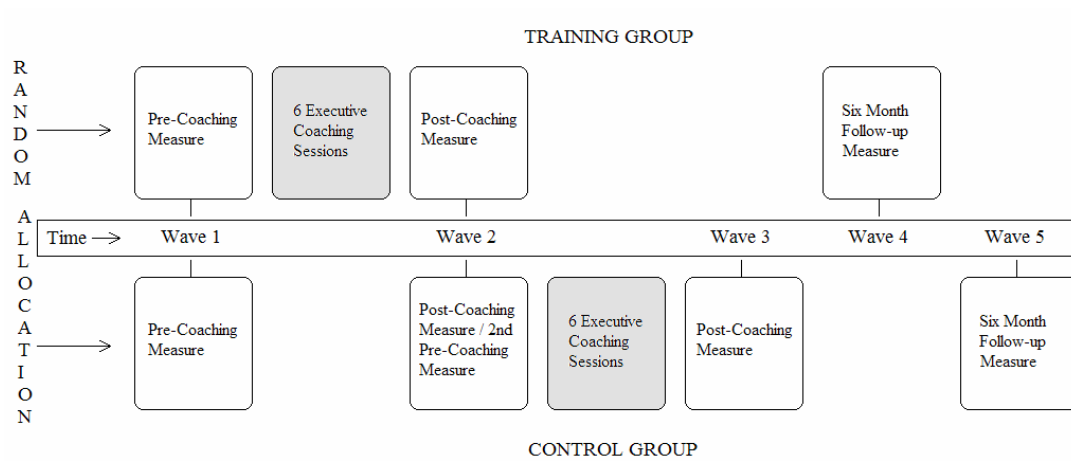 TRAINING GROUP
RANDOM
ALLOCATION
Pre-Coaching
Measure
6 Executive
Coaching
Sessions
Post-Coaching
Measure
Six Month
Follow-up
Measure
Time
Wave 1
Wave 2
Wave 3
Wave 4
Wave 5
Pre-Coaching
Measure
Post-Coaching
Measure / 2nd
Pre-Coaching
Measure
6 Executive
Coaching
Sessions
Post-Coaching
Measure
Six Month
Follow-up
Measure
CONTROL GROUP